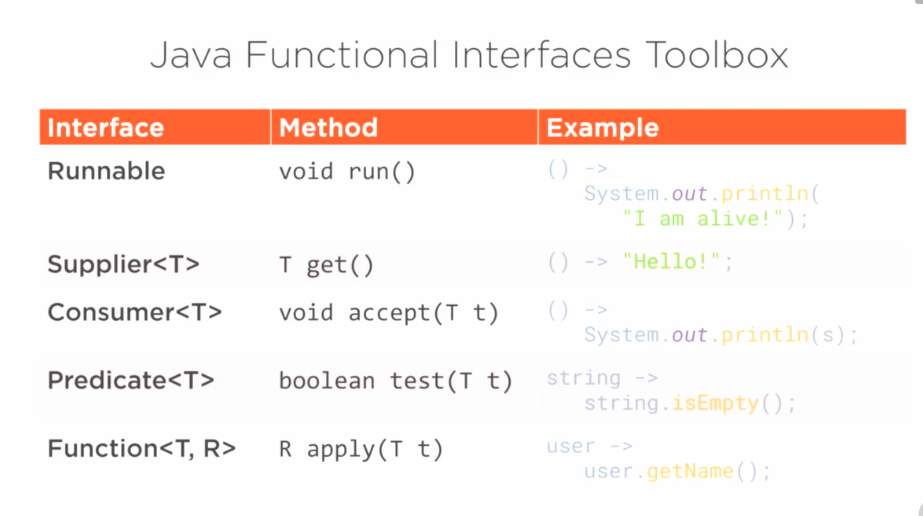 Java Functional Interfaces Toolbox
Interface Method Example
Runnable void run() () ->
System.out.println(
"I am alive!");
Supplier<T> T get() () -> "Hello!";
Consumer<T> void accept(T t) () ->
System.out.println(s);
Predicate<T> boolean test(T t) string ->
string.isEmpty();
Function<T, R> R apply(T t) user ->
user.getName();